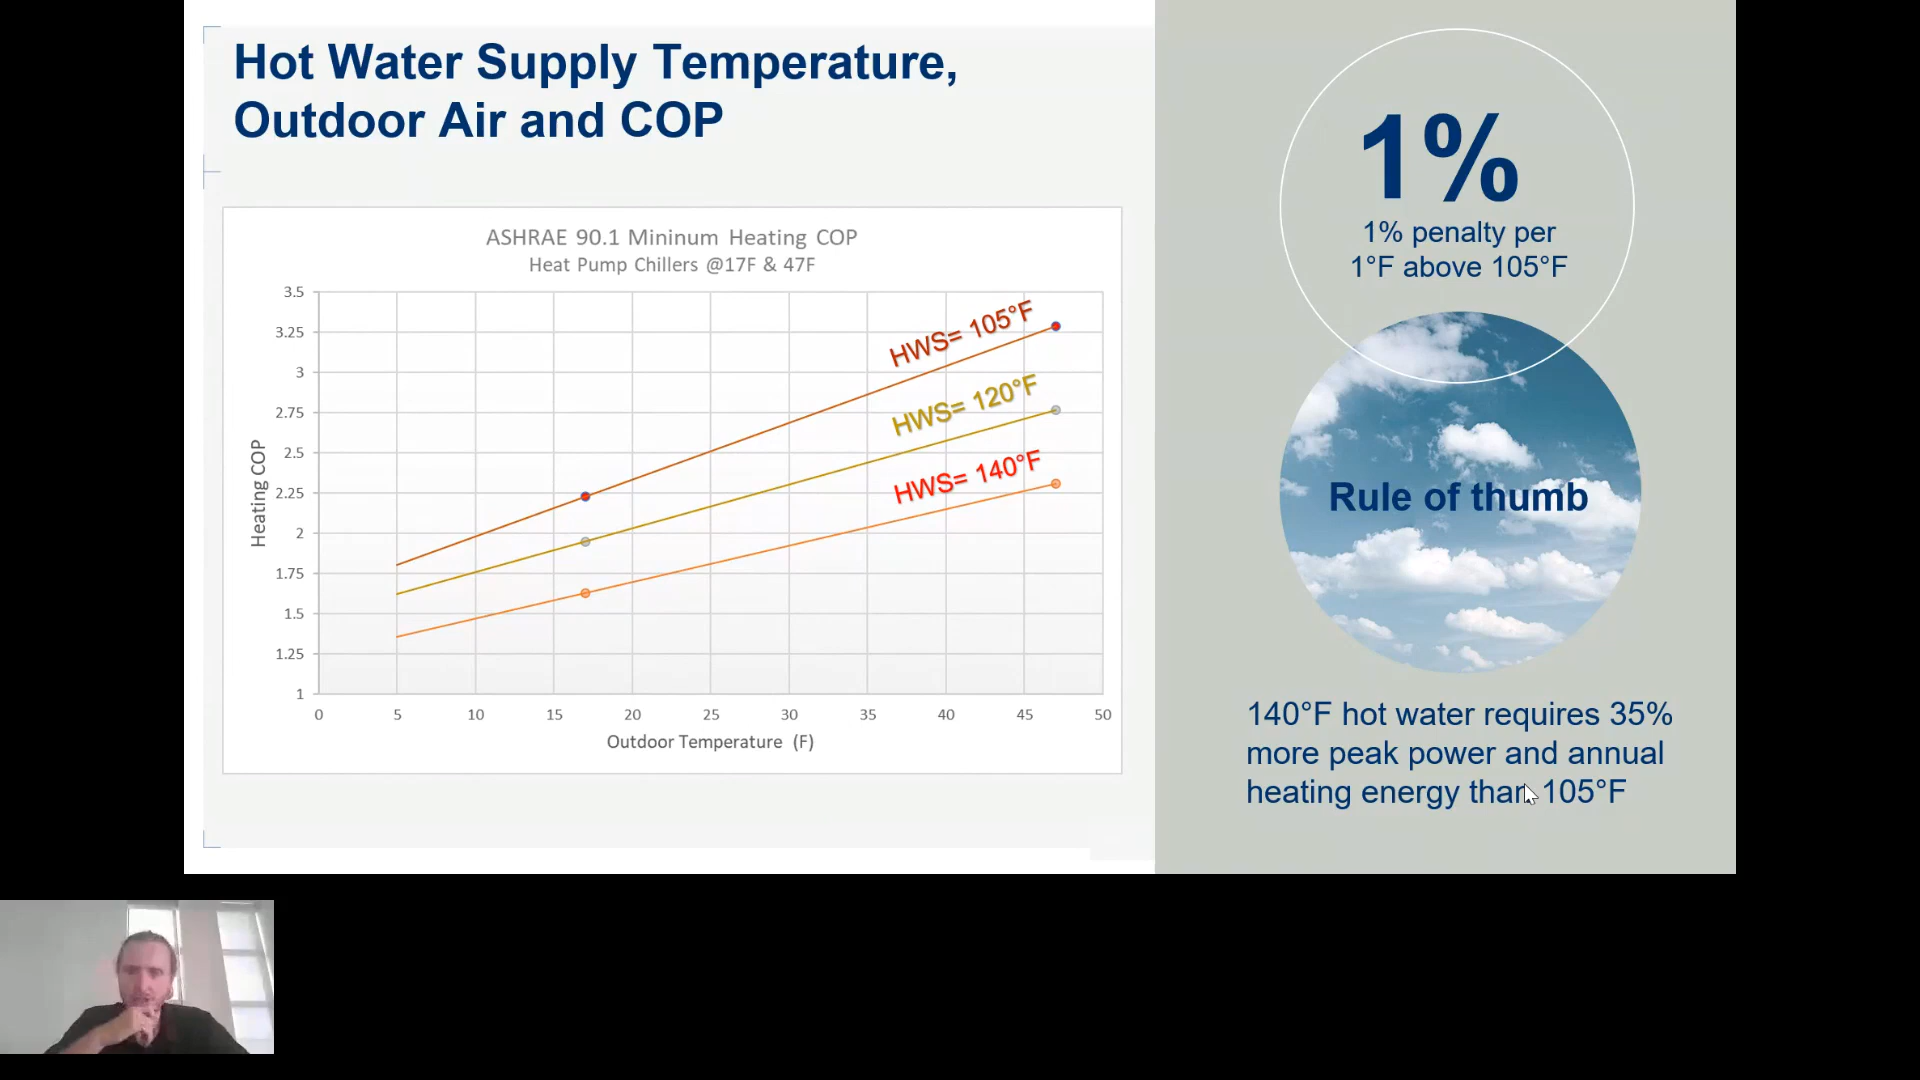 Hot Water Supply Temperature,
Outdoor Air and COP
ASHRAE 90.1 Mininum Heating COP
Heat Pump Chillers @17F & 47F
3.5
3.25
3
2.75
2.5
2.25
2
1.75
1.5
1.25
1
Heating COP
HWS= 105°F
HWS= 120°F
HWS= 140°F
0 5 10 15 20 25 30 35 40 45 50
Outdoor Temperature (F)
1%
1% penalty per
1°F above 105°F
Rule of thumb
140°F hot water requires 35%
more peak power and annual
heating energy than 105°F